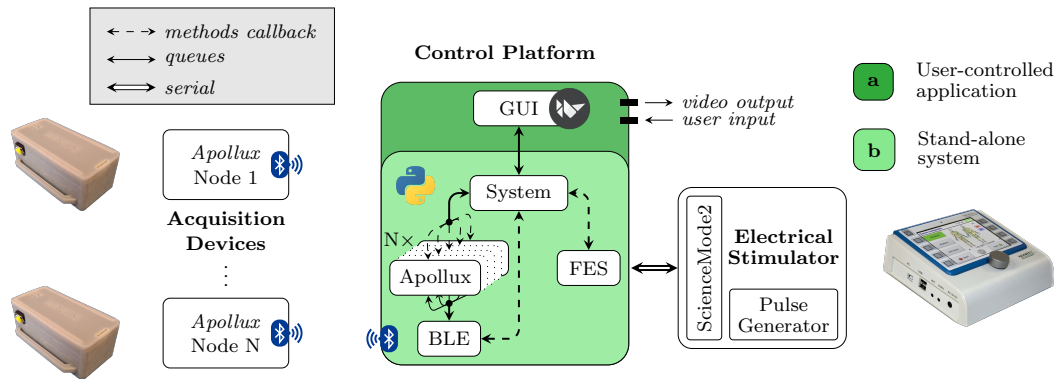 methods callback
queues
serial
Control Platform
User-controlled
application
a
GUI
video output
user input
b
Stand-alone
system
Apollux
Node 1
System
Acquisition
Devices
N×
Apollux
FES
BLE
ScienceMode2
Electrical
Stimulator
Pulse
Generator
Apollux
Node N